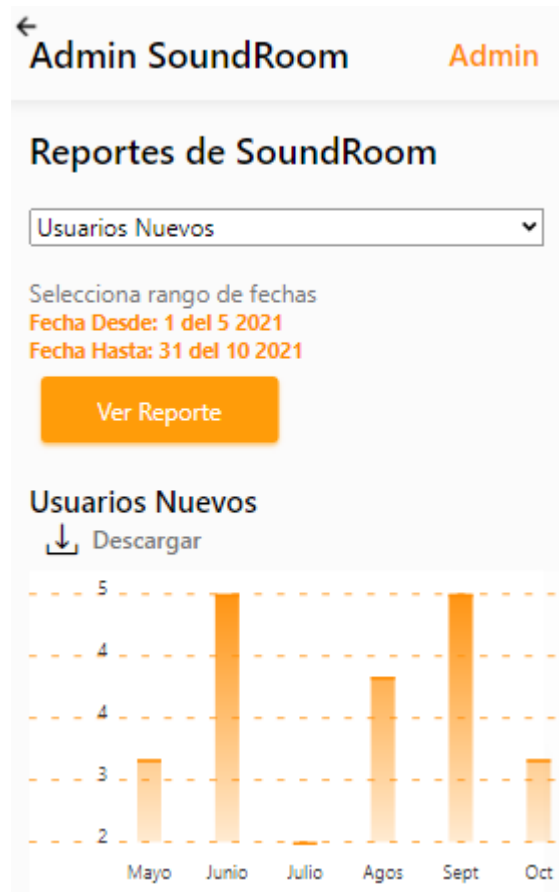 Admin SoundRoom Admin
Reportes de SoundRoom
Usuarios Nuevos
Selecciona rango de fechas
Fecha Desde: 1 del 5 2021
Fecha Hasta: 31 del 10 2021
Ver Reporte
Usuarios Nuevos
Descargar
5
4
4
3
2
Mayo Junio Julio Agos Sept Oct